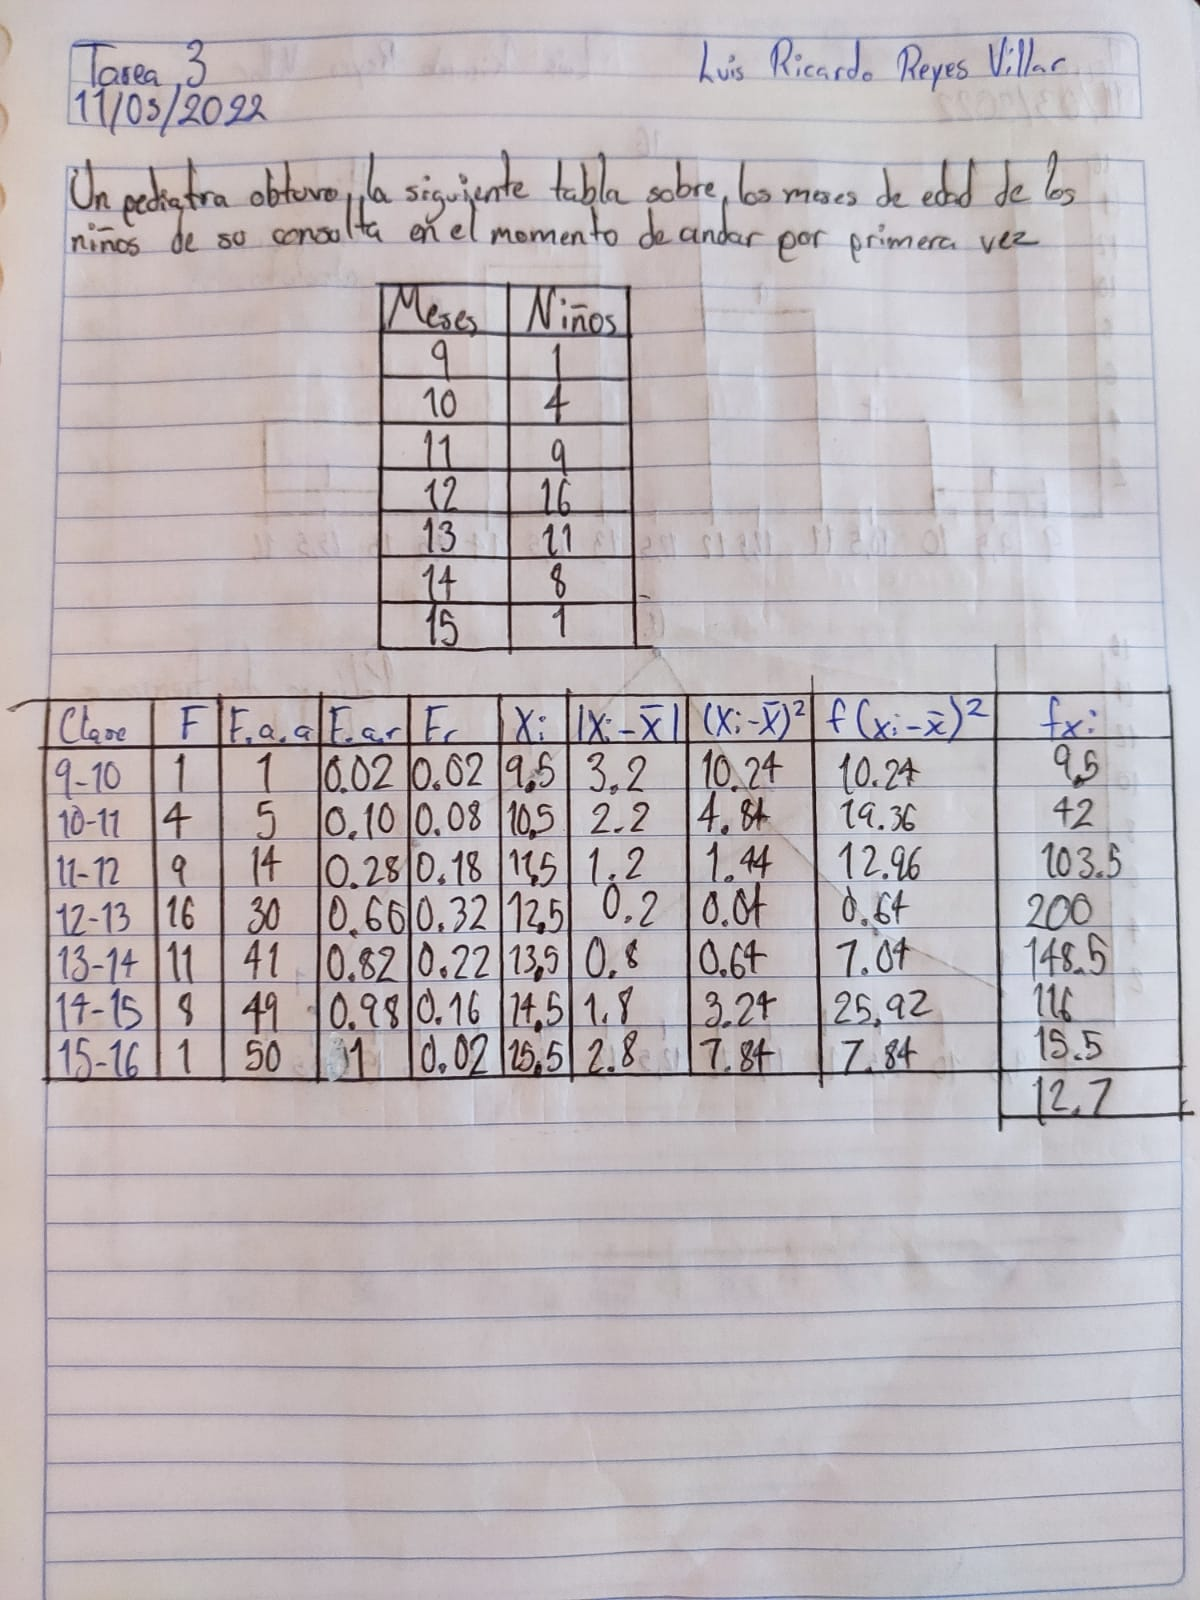 Tarea 3
Luis Ricardo Reyes Villar
11/03/2022
Un pediatra obtuvo, la siguiente tabla sobre, los meses de edad de los
niños de su consulta en el momento de andar por primera vez
Meses Niños
9 1
10 4
11 9
12 16
13 11
14 8
15 1
Clase F F.a.a F.a.r Fr Xi |Xi-x̄| (Xi-x̄)² f(xi-x̄)² fxi
9-10 1 1 0.02 0.02 9,5 3.2 10.24 10.24 9,5
10-11 4 5 0.10 0.08 10,5 2.2 4.84 19.36 42
11-12 9 14 0.28 0.18 11,5 1.2 1.44 12.96 103.5
12-13 16 30 0.60 0.32 12,5 0.2 0.04 0.64 200
13-14 11 41 0.82 0.22 13,5 0.8 0.64 7.04 148.5
14-15 8 49 0.98 0.16 14,5 1.8 3.24 25,92 116
15-16 1 50 1 0.02 15,5 2.8 7.84 7.84 15.5
12.7